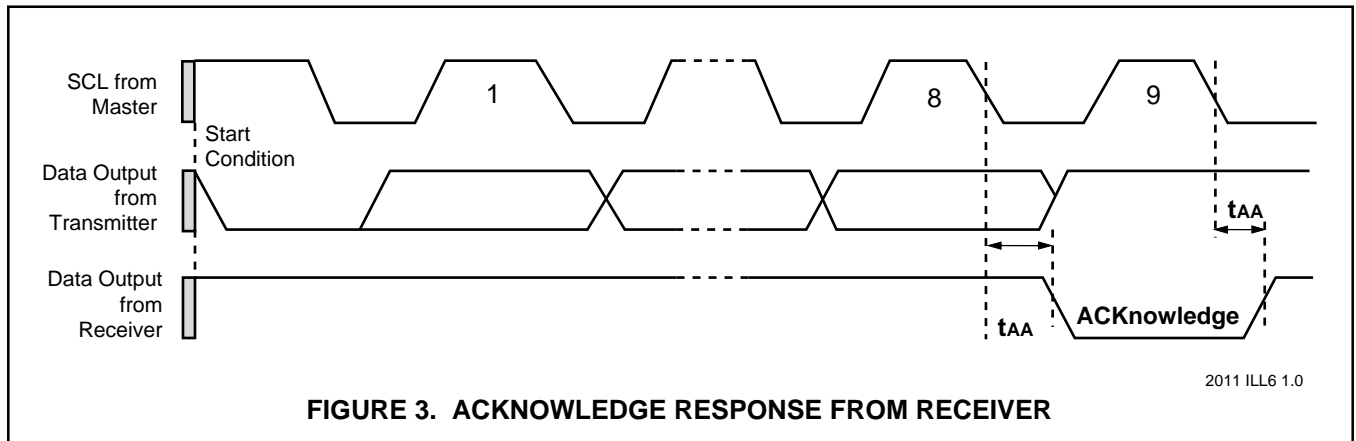 SCL from
Master
1
8
9
Start
Condition
Data Output
from
Transmitter
tAA
Data Output
from
Receiver
tAA
ACKnowledge
2011 ILL6 1.0
FIGURE 3. ACKNOWLEDGE RESPONSE FROM RECEIVER